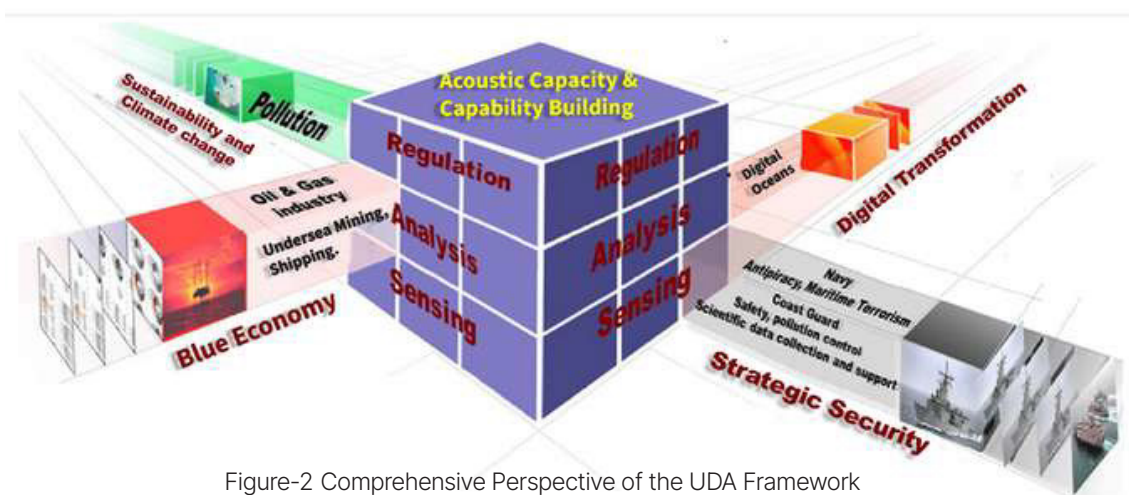 Acoustic Capacity &
Capability Building
Regulation
Analysis
Sensing
Regulation
Analysis
Sensing
Pollution
Sustainability and
Climate change
Oil & Gas
industry
Undersea Mining,
Shipping.
Blue Economy
Digital
Oceans
Digital Transformation
Navy
Antipiracy, Maritime Terrorism
Coast Guard
Safety, pollution control
Scientific data collection and support
Strategic Security
Figure-2 Comprehensive Perspective of the UDA Framework